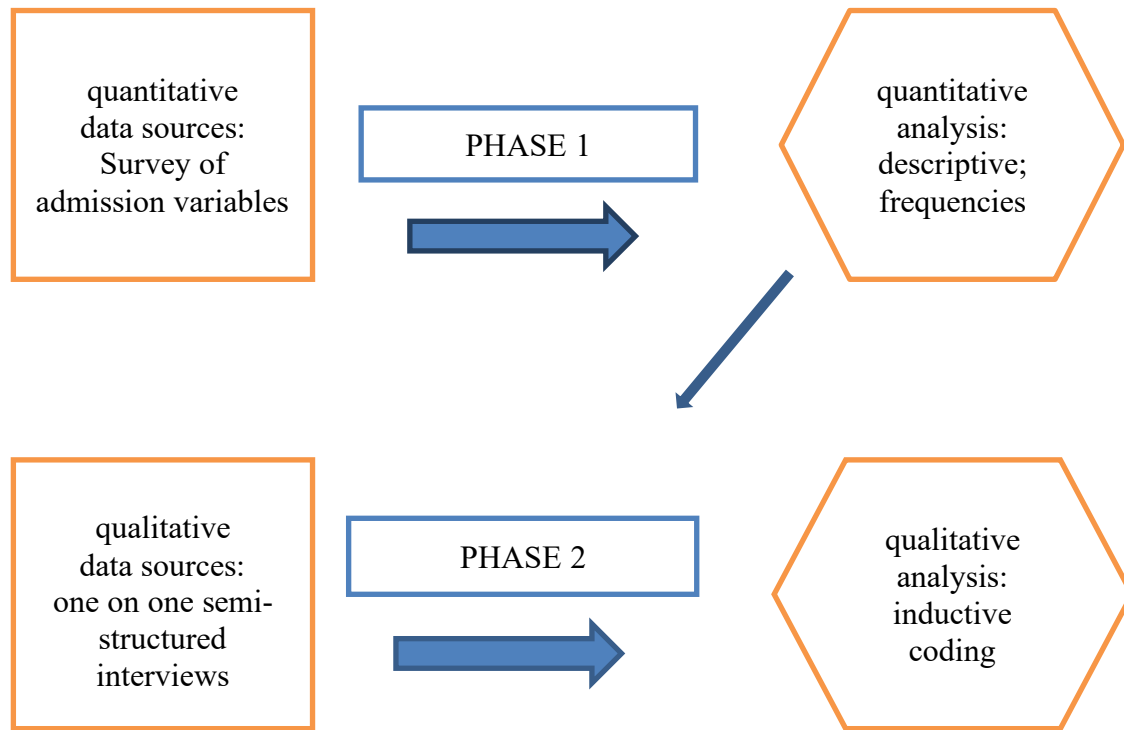 quantitative
data sources:
Survey of
admission variables
PHASE 1
quantitative
analysis:
descriptive;
frequencies
qualitative
data sources:
one on one semi-
structured
interviews
PHASE 2
qualitative
analysis:
inductive
coding